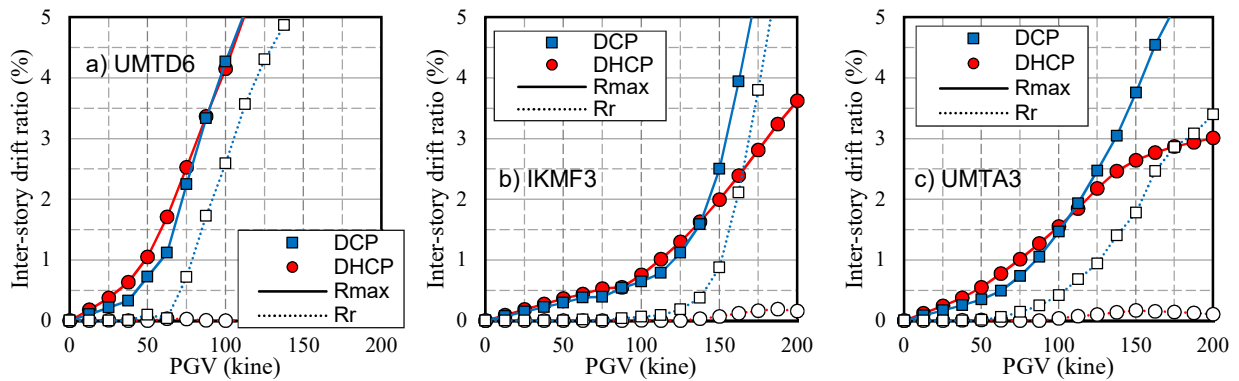 Inter-story drift ratio (%)
5
4
3
2
1
0
a) UMTD6
DCP
DHCP
Rmax
Rr
0 50 100 150 200
PGV (kine)
Inter-story drift ratio (%)
5
4
3
2
1
0
DCP
DHCP
Rmax
Rr
b) IKMF3
0 50 100 150 200
PGV (kine)
Inter-story drift ratio (%)
5
4
3
2
1
0
DCP
DHCP
Rmax
Rr
c) UMTA3
0 50 100 150 200
PGV (kine)